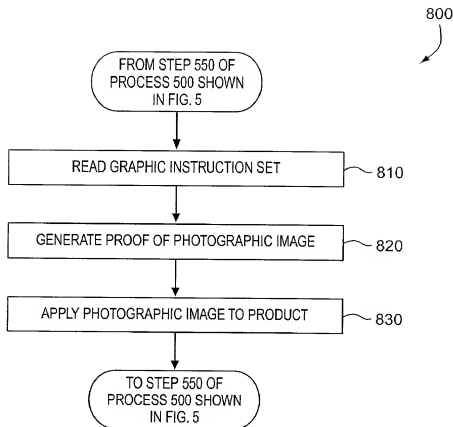 800
FROM STEP 550 OF
PROCESS 500 SHOWN
IN FIG. 5
READ GRAPHIC INSTRUCTION SET
810
GENERATE PROOF OF PHOTOGRAPHIC IMAGE
820
APPLY PHOTOGRAPHIC IMAGE TO PRODUCT
830
TO STEP 550 OF
PROCESS 500 SHOWN
IN FIG. 5